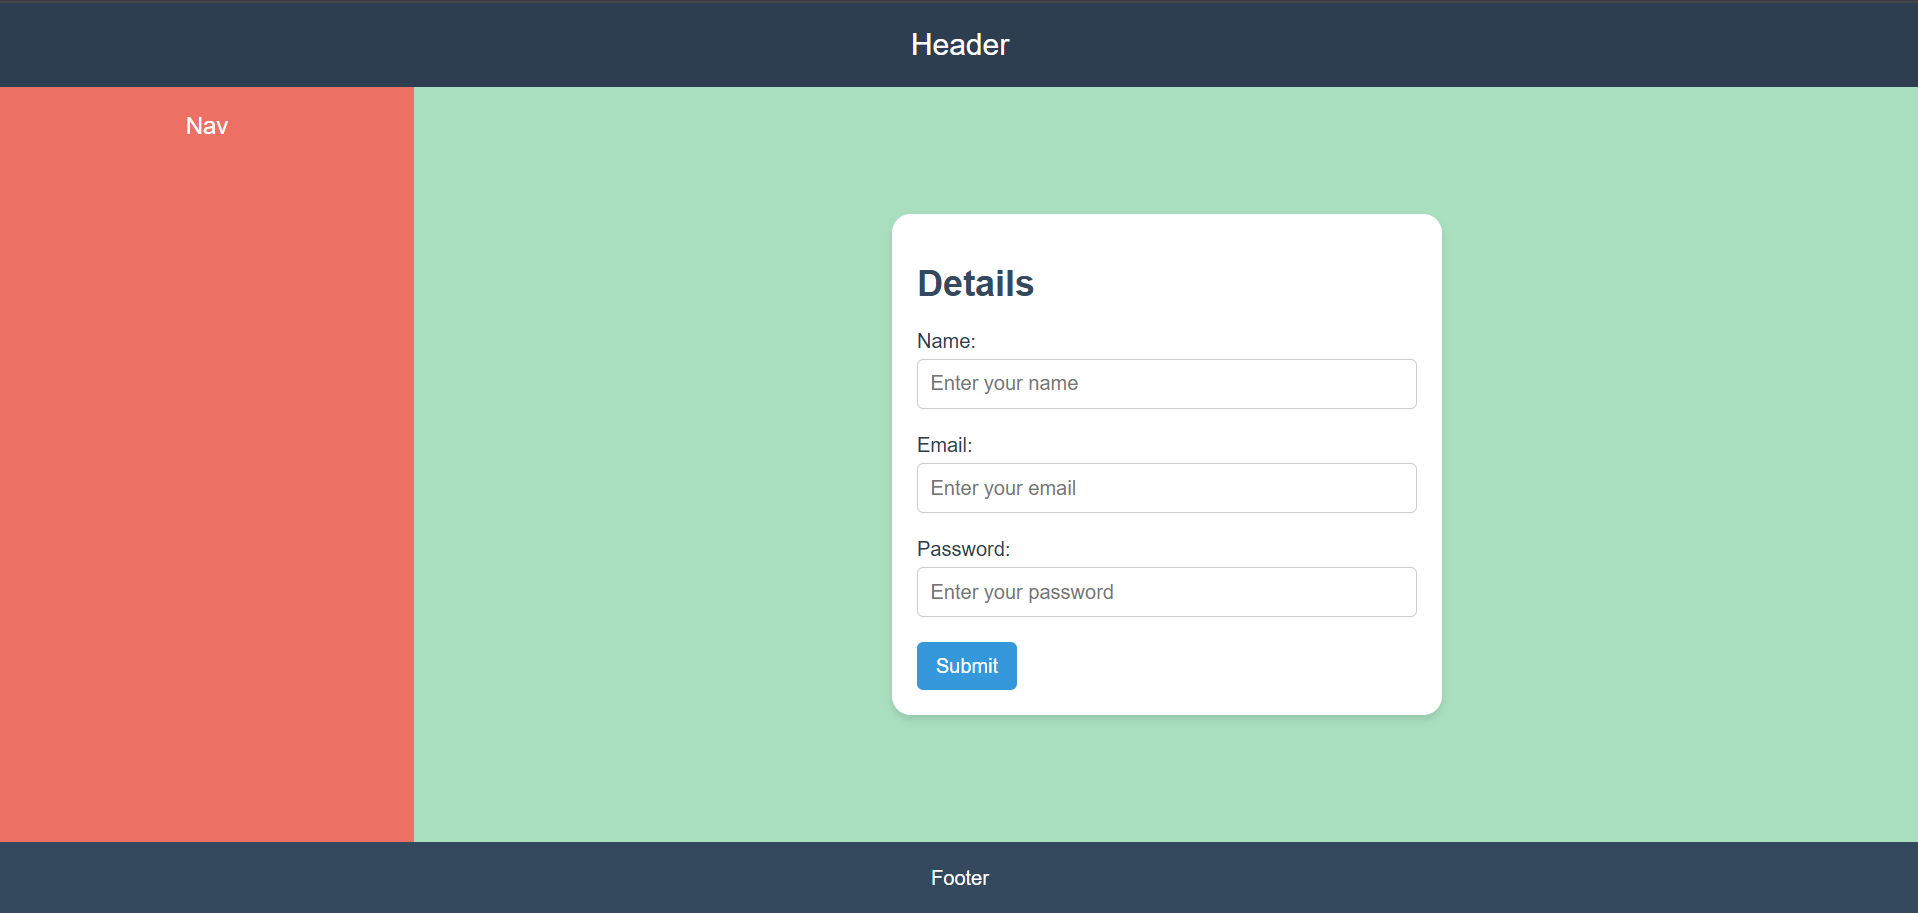 Header
Nav
Details
Name:
Enter your name
Email:
Enter your email
Password:
Enter your password
Submit
Footer